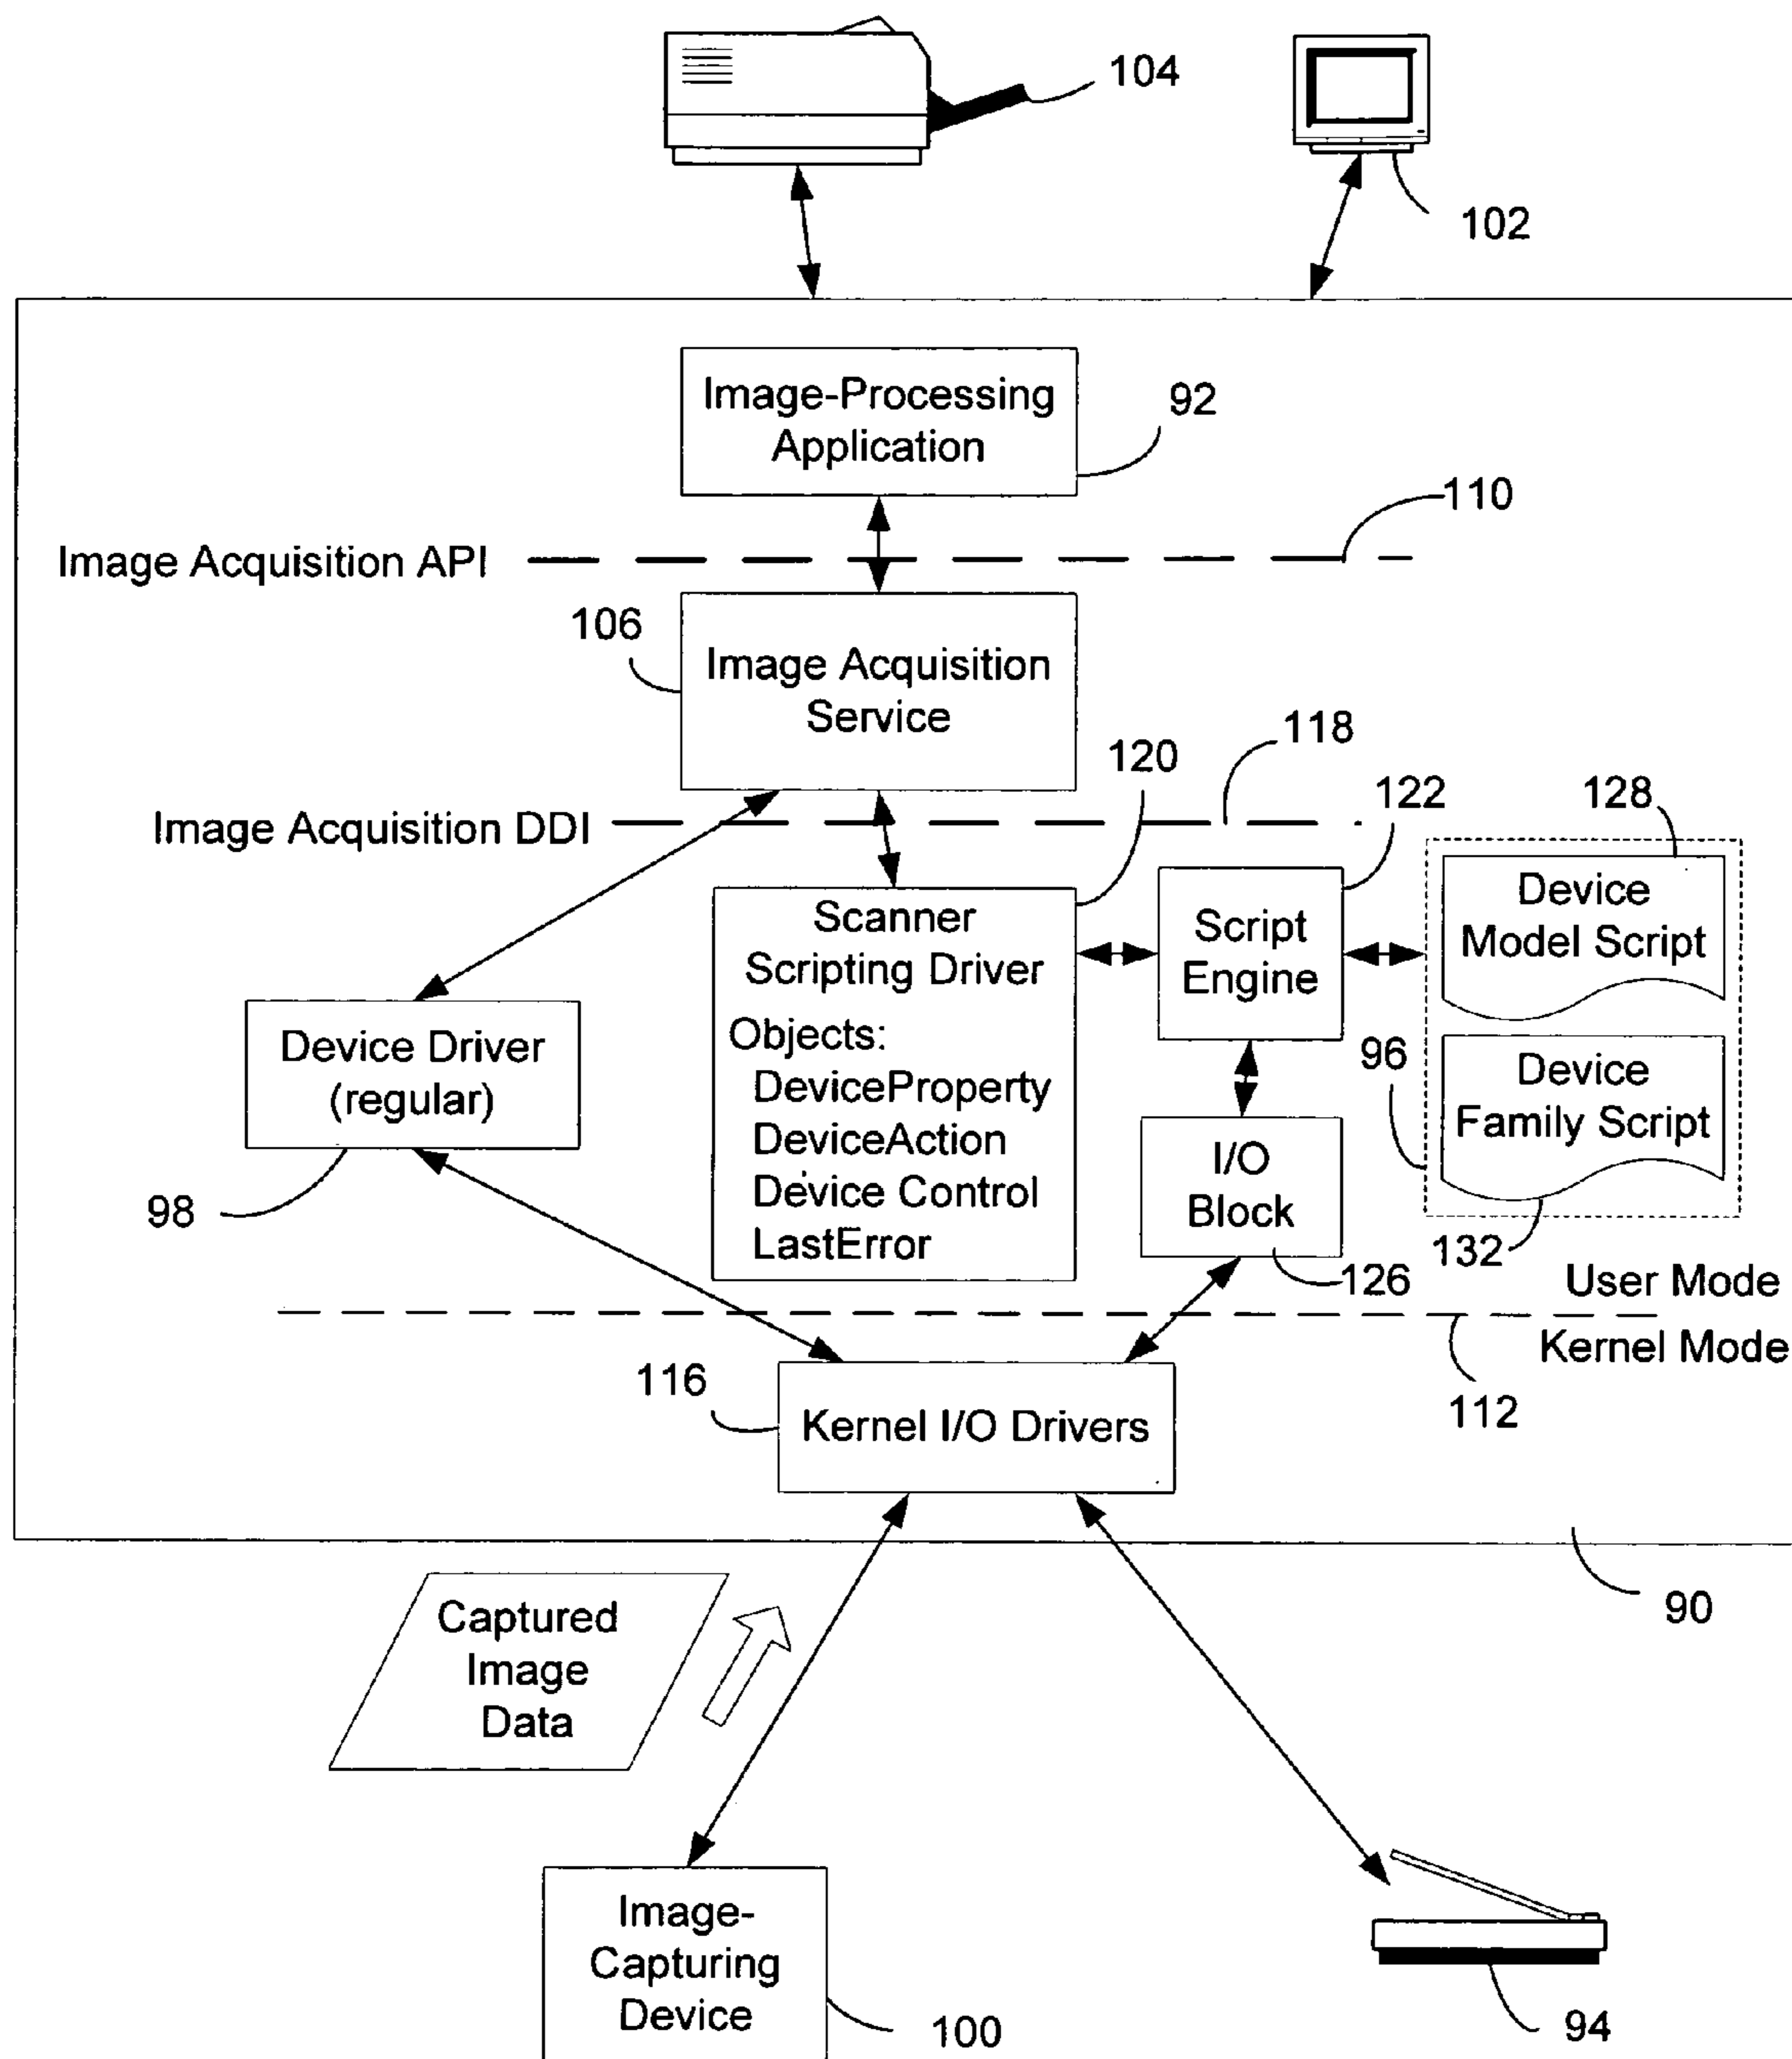 104
102
Image-Processing
Application
92
110
Image Acquisition API
106
Image Acquisition
Service
118
120
122
128
Image Acquisition DDI
Scanner
Scripting Driver
Objects:
DeviceProperty
DeviceAction
Device Control
LastError
Script
Engine
Device
Model Script
Device
Family Script
96
132
Device Driver
(regular)
98
I/O
Block
126
User Mode
Kernel Mode
112
116
Kernel I/O Drivers
90
Captured
Image
Data
Image-
Capturing
Device
100
94